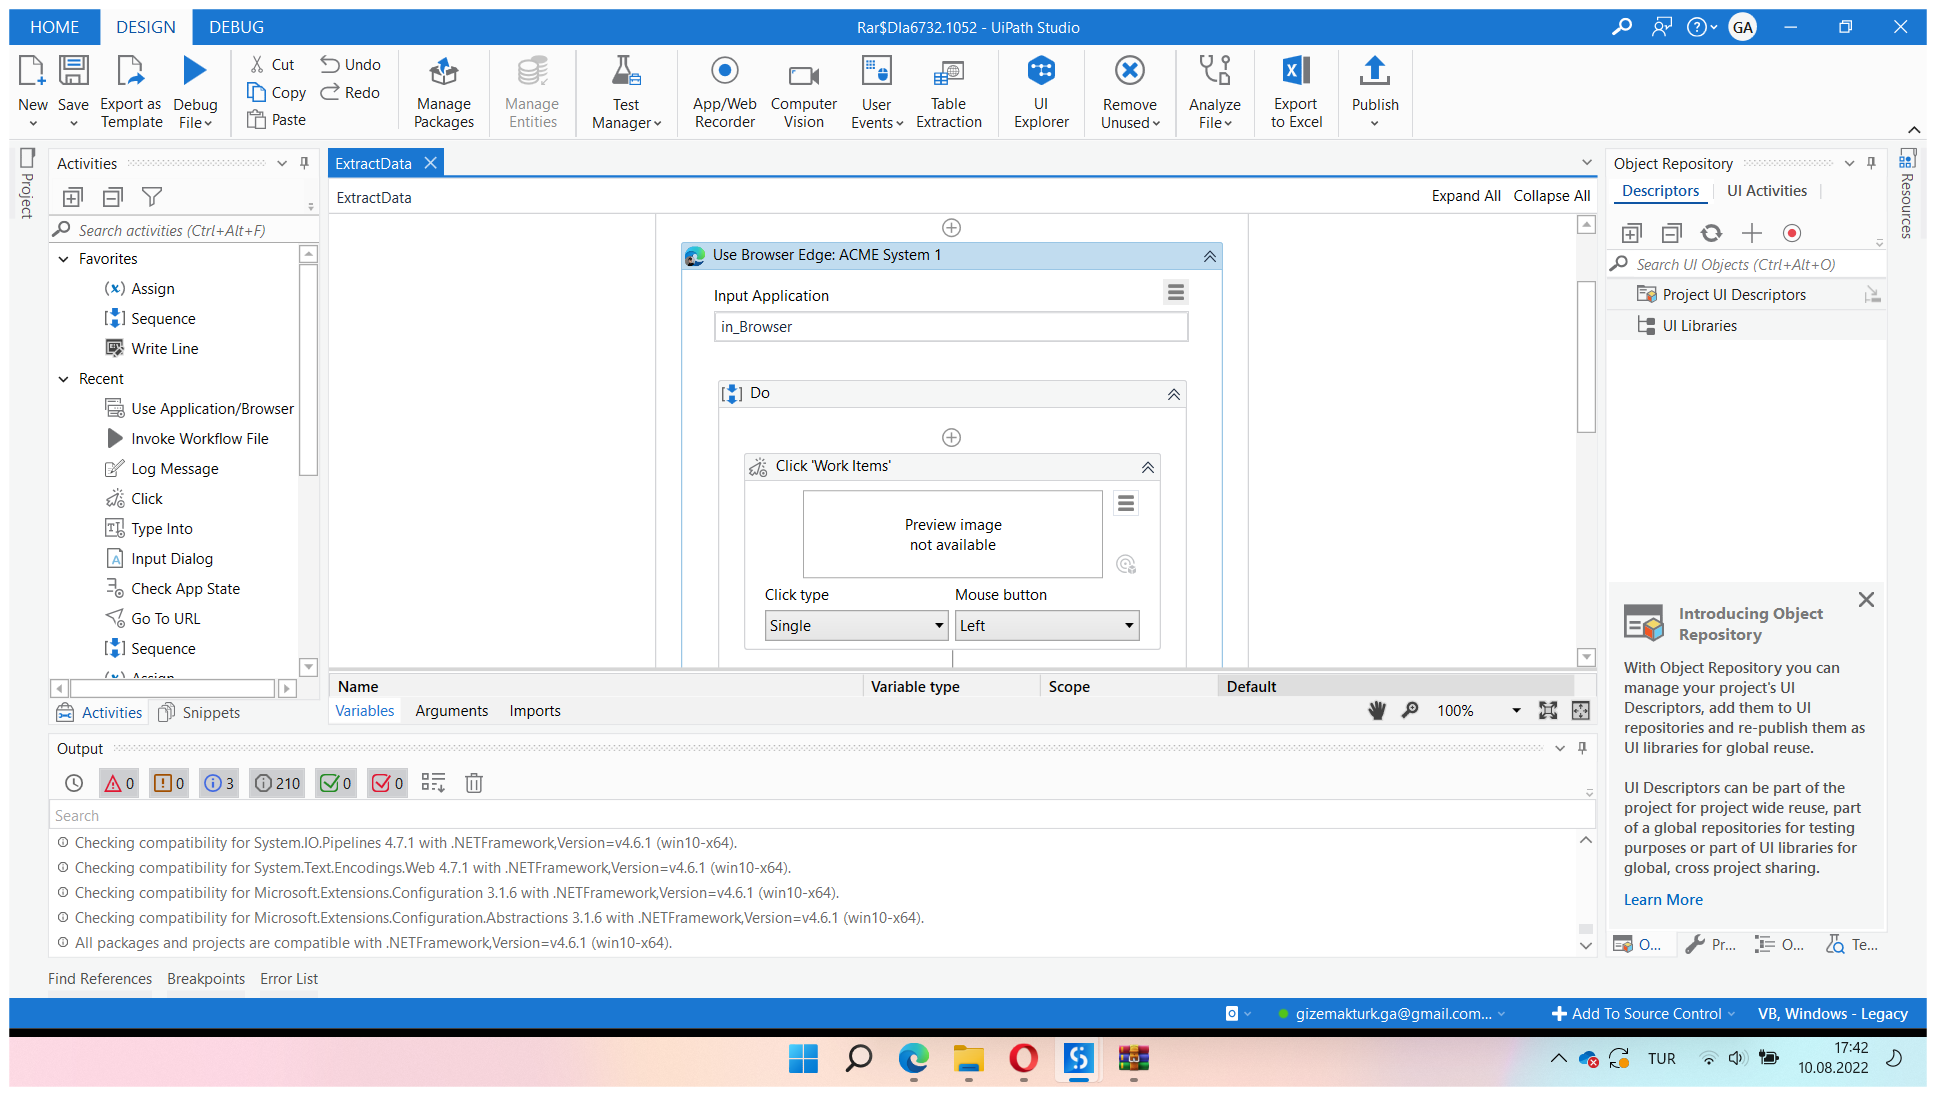 HOME
DESIGN
DEBUG
Rar$DIa6732.1052 - UiPath Studio
GA
New
Save
Export as Template
Debug File
Cut
Copy
Paste
Undo
Redo
Manage Packages
Manage Entities
Test Manager
App/Web Recorder
Computer Vision
User Events
Table Extraction
UI Explorer
Remove Unused
Analyze File
Export to Excel
Publish
Project
Activities
Search activities (Ctrl+Alt+F)
Favorites
Assign
Sequence
Write Line
Recent
Use Application/Browser
Invoke Workflow File
Log Message
Click
Type Into
Input Dialog
Check App State
Go To URL
Sequence
Assign
Activities
Snippets
ExtractData
ExtractData
Expand All
Collapse All
Use Browser Edge: ACME System 1
Input Application
in_Browser
Do
Click 'Work Items'
Preview image
not available
Click type
Mouse button
Single
Left
Name
Variable type
Scope
Default
Variables
Arguments
Imports
100%
Object Repository
Descriptors
UI Activities
Search UI Objects (Ctrl+Alt+O)
Project UI Descriptors
UI Libraries
Resources
Introducing Object
Repository
With Object Repository you can
manage your project's UI
Descriptors, add them to UI
repositories and re-publish them as
UI libraries for global reuse.
UI Descriptors can be part of the
project for project wide reuse, part
of a global repositories for testing
purposes or part of UI libraries for
global, cross project sharing.
Learn More
O...
Pr...
O...
Te...
Output
0
0
3
210
0
0
Search
Checking compatibility for System.IO.Pipelines 4.7.1 with .NETFramework,Version=v4.6.1 (win10-x64).
Checking compatibility for System.Text.Encodings.Web 4.7.1 with .NETFramework,Version=v4.6.1 (win10-x64).
Checking compatibility for Microsoft.Extensions.Configuration 3.1.6 with .NETFramework,Version=v4.6.1 (win10-x64).
Checking compatibility for Microsoft.Extensions.Configuration.Abstractions 3.1.6 with .NETFramework,Version=v4.6.1 (win10-x64).
All packages and projects are compatible with .NETFramework,Version=v4.6.1 (win10-x64).
Find References
Breakpoints
Error List
gizemakturk.ga@gmail.com...
Add To Source Control
VB, Windows - Legacy
TUR
17:42
10.08.2022